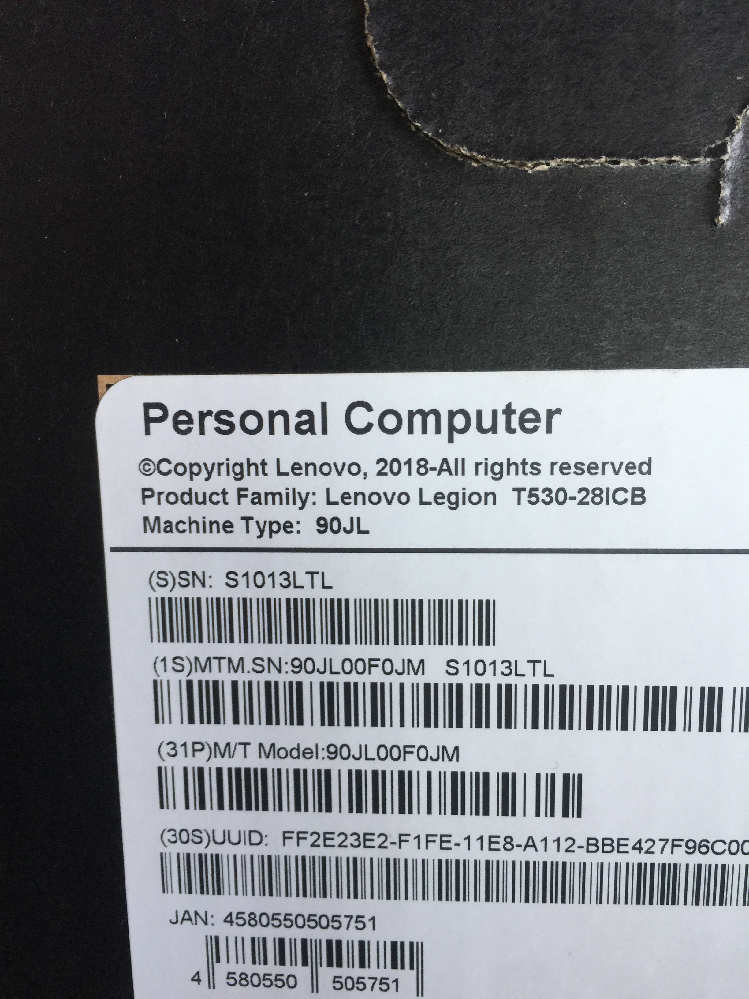 Personal Computer
©Copyright Lenovo, 2018-All rights reserved
Product Family: Lenovo Legion T530-28ICB
Machine Type: 90JL
(S)SN: S1013LTL
(1S)MTM.SN:90JL00F0JM S1013LTL
(31P)M/T Model:90JL00F0JM
(30S)UUID: FF2E23E2-F1FE-11E8-A112-BBE427F96C00
JAN: 4580550505751
4 580550 505751